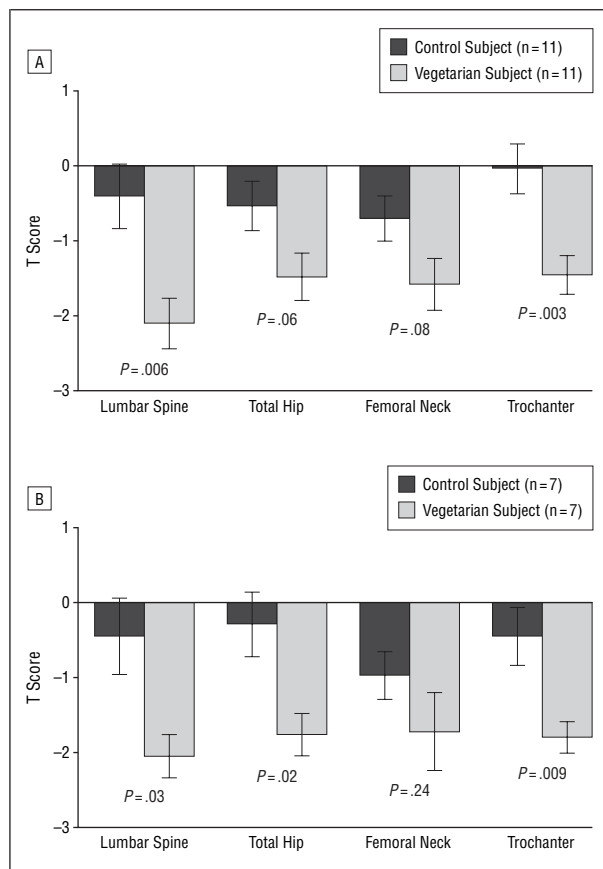 A
Control Subject (n=11)
Vegetarian Subject (n=11)
1
0
−1
−2
−3
T Score
P=.006
P=.06
P=.08
P=.003
Lumbar Spine
Total Hip
Femoral Neck
Trochanter
B
Control Subject (n=7)
Vegetarian Subject (n=7)
1
0
−1
−2
−3
T Score
P=.03
P=.02
P=.24
P=.009
Lumbar Spine
Total Hip
Femoral Neck
Trochanter